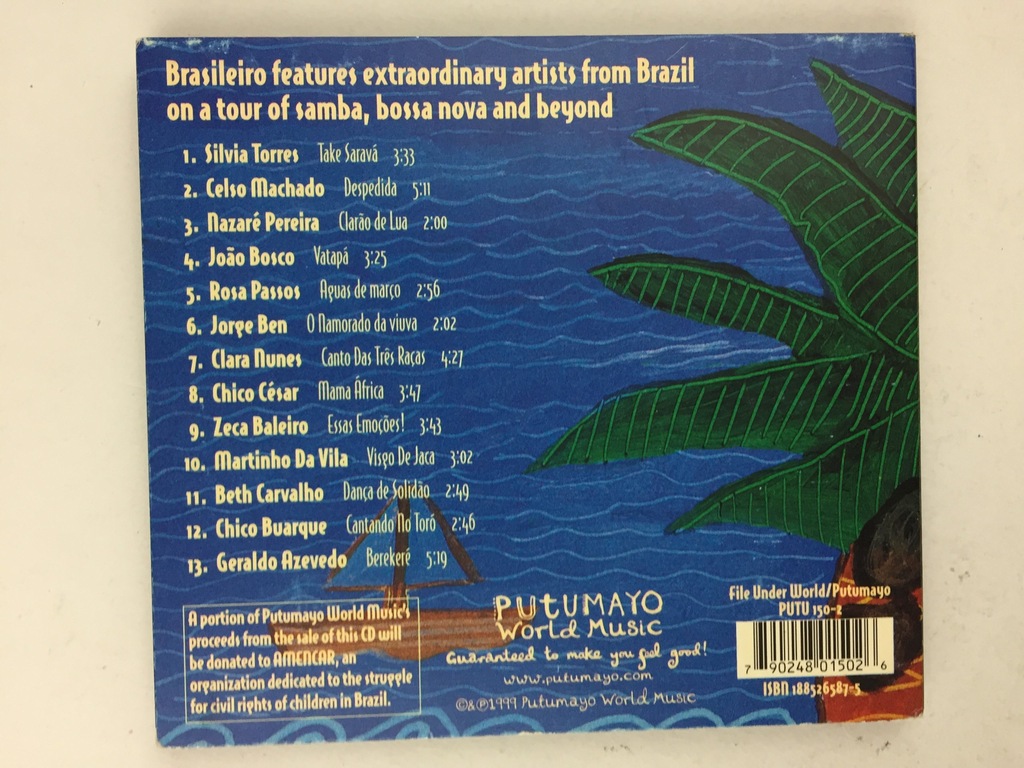 Brasileiro features extraordinary artists from Brazil
on a tour of samba, bossa nova and beyond
1. Silvia Torres Take Saravá 3:33
2. Celso Machado Despedida 5:11
3. Nazaré Pereira Clarão de Lua 2:00
4. João Bosco Vatapá 3:25
5. Rosa Passos Aguas de março 2:56
6. Jorge Ben O Namorado da viuva 2:02
7. Clara Nunes Canto Das Três Raças 4:27
8. Chico César Mama África 3:47
9. Zeca Baleiro Essas Emoções! 3:43
10. Martinho Da Vila Visgo De Jaca 3:02
11. Beth Carvalho Dança de Solidão 2:49
12. Chico Buarque Cantando No Toró 2:46
13. Geraldo Azevedo Berekeré 5:19
A portion of Putumayo World Music's
proceeds from the sale of this CD will
be donated to AMENCAR, an
organization dedicated to the struggle
for civil rights of children in Brazil.
PUTUMAYO
World Music
Guaranteed to make you feel good!
www.putumayo.com
©&℗1999 Putumayo World Music
File Under World/Putumayo
PUTU 150-2
7 90248 01502 6
ISBN 188526587-5